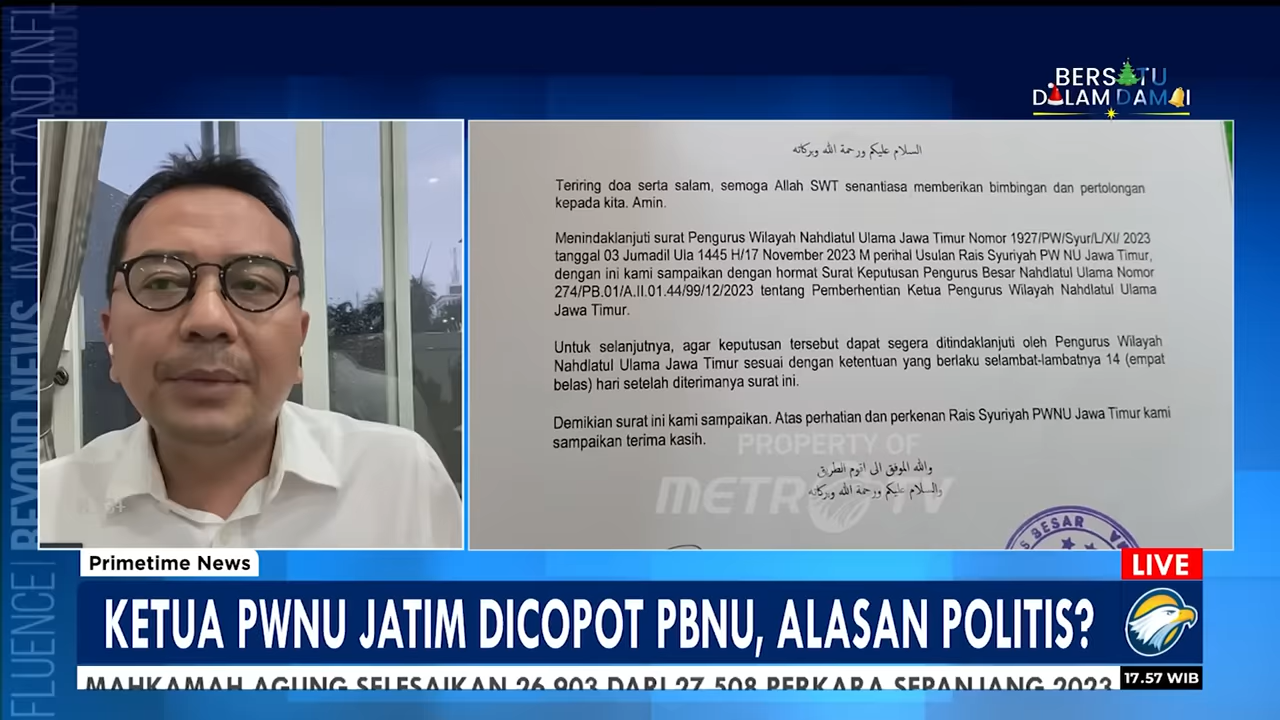 BERSATU
DALAM DAMAI
السلام عليكم ورحمة الله وبركاته
Teriring doa serta salam, semoga Allah SWT senantiasa memberikan bimbingan dan pertolongan
kepada kita. Amin.
Menindaklanjuti surat Pengurus Wilayah Nahdlatul Ulama Jawa Timur Nomor 1927/PW/Syur/L/XI/ 2023
tanggal 03 Jumadil Ula 1445 H/17 November 2023 M perihal Usulan Rais Syuriyah PW NU Jawa Timur,
dengan ini kami sampaikan dengan hormat Surat Keputusan Pengurus Besar Nahdlatul Ulama Nomor
274/PB.01/A.II.01.44/99/12/2023 tentang Pemberhentian Ketua Pengurus Wilayah Nahdlatul Ulama
Jawa Timur.
Untuk selanjutnya, agar keputusan tersebut dapat segera ditindaklanjuti oleh Pengurus Wilayah
Nahdlatul Ulama Jawa Timur sesuai dengan ketentuan yang berlaku selambat-lambatnya 14 (empat
belas) hari setelah diterimanya surat ini.
Demikian surat ini kami sampaikan. Atas perhatian dan perkenan Rais Syuriyah PWNU Jawa Timur kami
sampaikan terima kasih.
PROPERTY OF
METRO TV
والله الموفق الى اقوم الطريق
والسلام عليكم ورحمة الله وبركاته
BESAR
Primetime News
LIVE
KETUA PWNU JATIM DICOPOT PBNU, ALASAN POLITIS?
MAHKAMAH AGUNG SELESAIKAN 26.903 DARI 27.508 PERKARA SEPANJANG 2023
17.57 WIB
FLUENCE | BEYOND NEWS, IMPACT AND INFL
BEYOND N